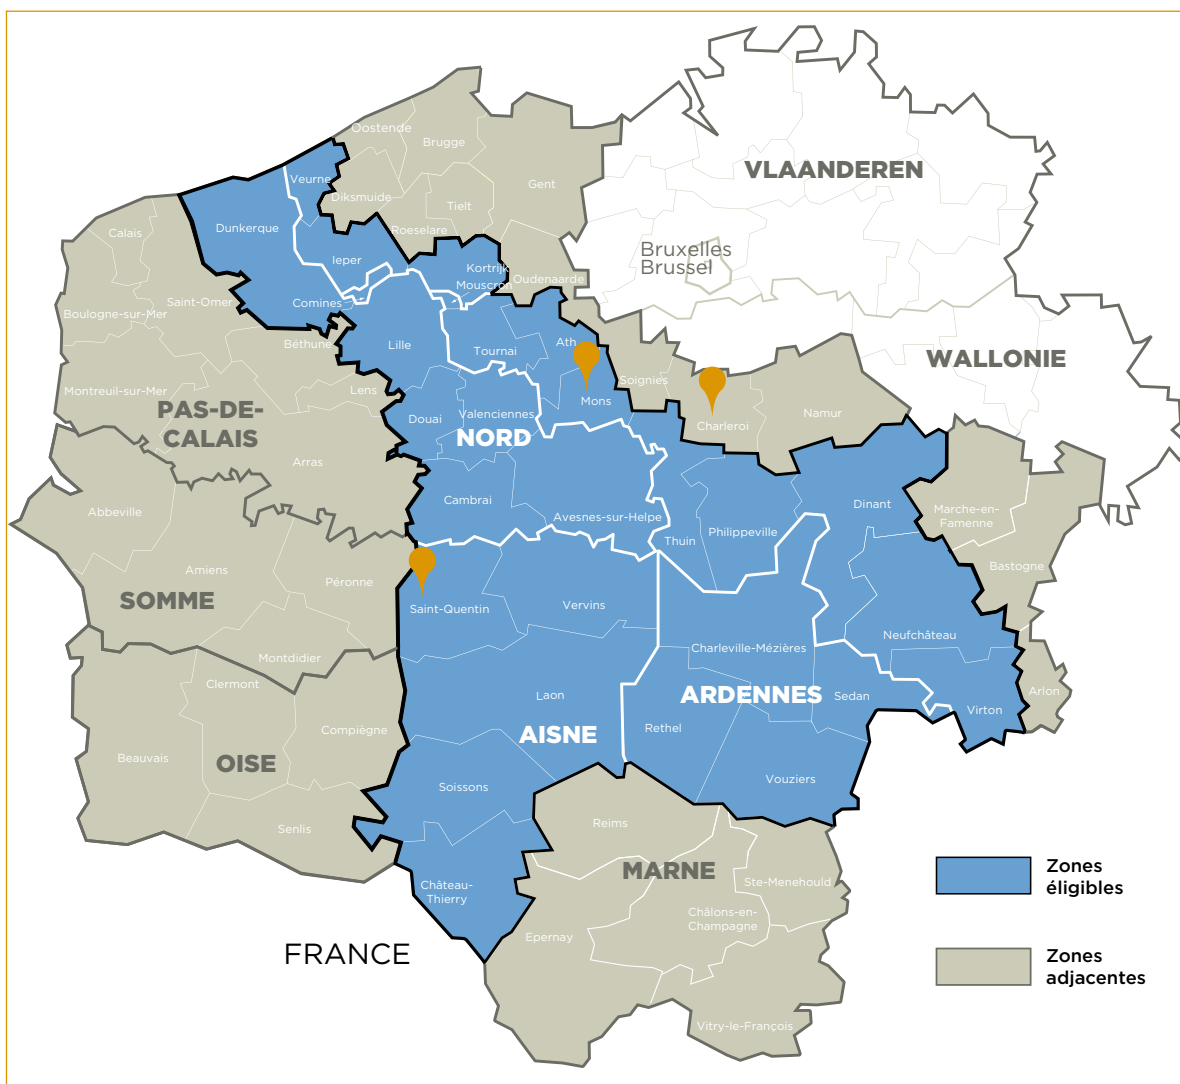 Oostende
Brugge
VLAANDEREN
Veurne
Gent
Diksmuide
Tielt
Dunkerque
Roeselare
Calais
Ieper
Bruxelles
Brussel
Kortrijk
Mouscron
Oudenaarde
Saint-Omer
Comines
Boulogne-sur-Mer
Béthune
Lille
Tournai
Ath
WALLONIE
Soignies
Montreuil-sur-Mer
Lens
Mons
PAS-DE-
CALAIS
Douai
Valenciennes
NORD
Charleroi
Namur
Arras
Cambrai
Dinant
Abbeville
Avesnes-sur-Helpe
Philippeville
Marche-en-
Famenne
Thuin
Amiens
Péronne
Bastogne
SOMME
Saint-Quentin
Vervins
Neufchâteau
Montdidier
Charleville-Mézières
Clermont
Laon
ARDENNES
Sedan
Arlon
Virton
Compiègne
AISNE
Rethel
Beauvais
OISE
Soissons
Vouziers
Senlis
Reims
MARNE
Zones
éligibles
Château-
Thierry
Ste-Menehould
Châlons-en-
Champagne
FRANCE
Epernay
Zones
adjacentes
Vitry-le-François